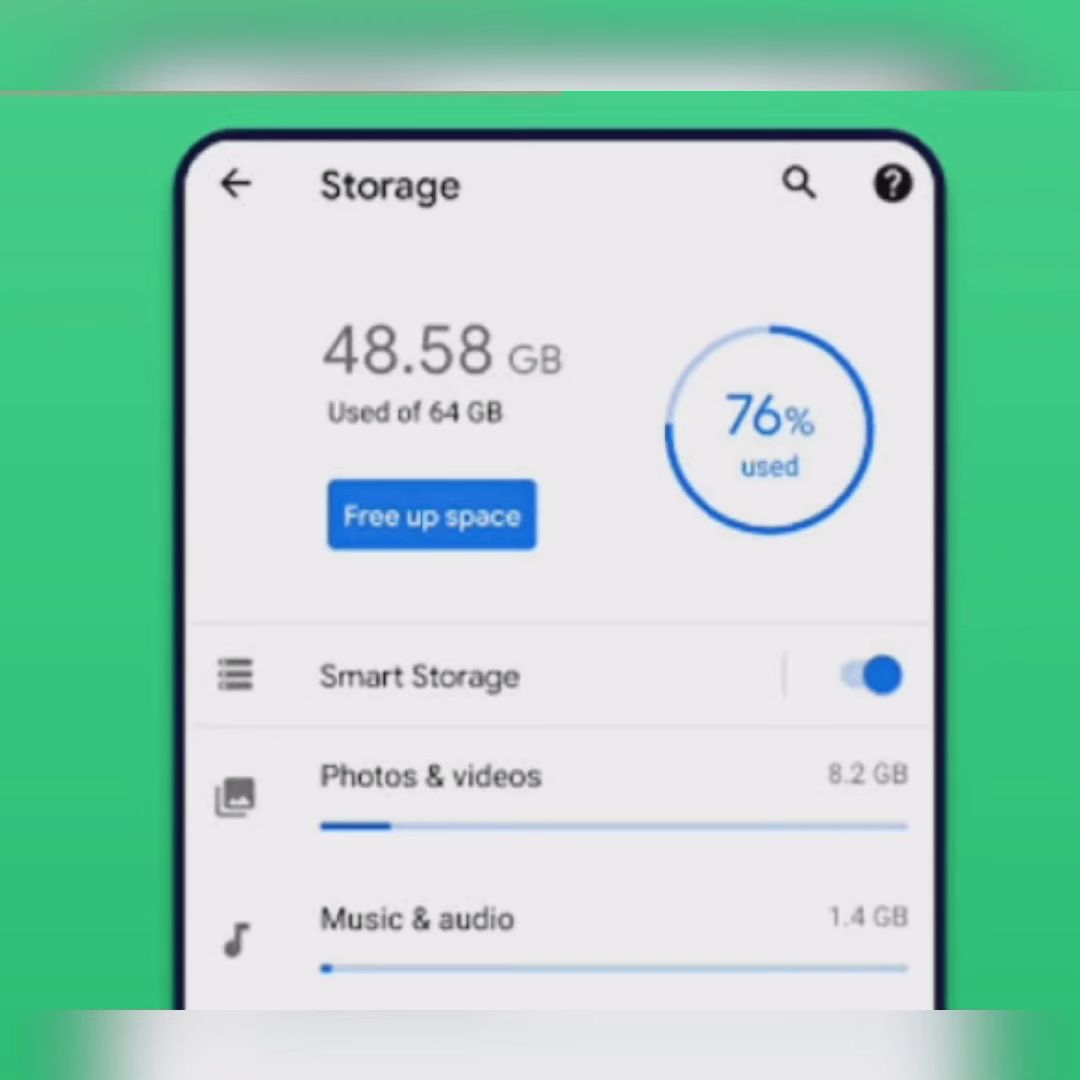 Storage
48.58 GB
Used of 64 GB
76%
used
Free up space
Smart Storage
Photos & videos
8.2 GB
Music & audio
1.4 GB